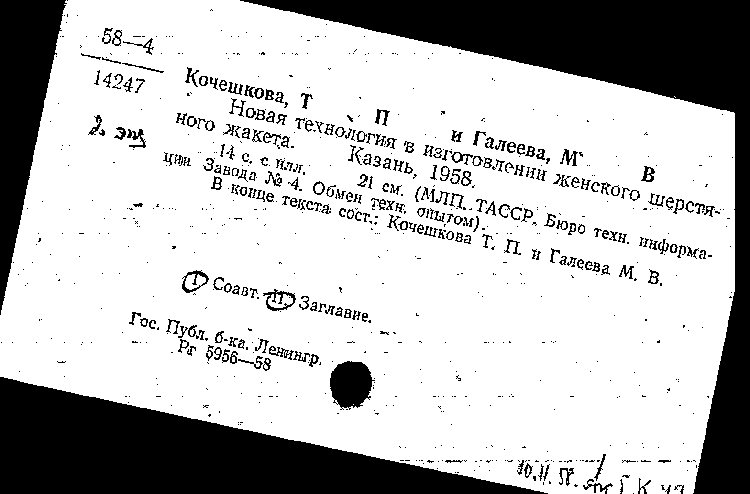 58—4
14247
2 экз
Кочешкова, Т П и Галеева, М В
Новая технология в изготовлении женского шерстя-
ного жакета. Казань, 1958.
14 с. с илл. 21 см. (МЛП. ТАССР. Бюро техн. информа-
ции Завода № 4. Обмен техн. опытом).
В конце текста сост.: Кочешкова Т. П. и Галеева М. В.
I Соавт. II Заглавие.
Гос. Публ. б-ка. Ленингр.
Рг 5956—58